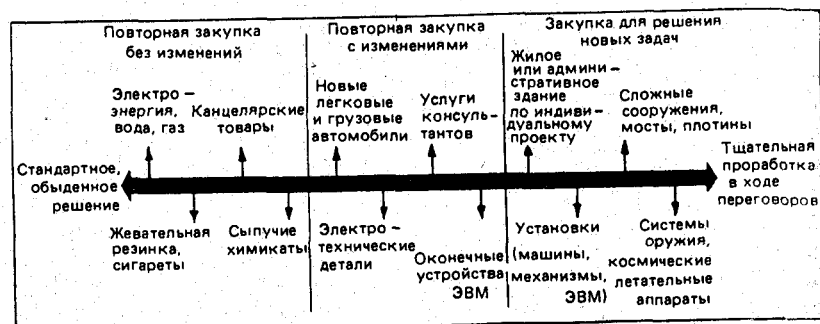 Повторная закупка
без изменений
Повторная закупка
с изменениями
Закупка для решения
новых задач
Электро-
энергия,
вода, газ
Канцелярские
товары
Новые
легковые
и грузовые
автомобили
Услуги
консуль-
тантов
Жилое
или админи-
стративное
здание
по индиви-
дуальному
проекту
Сложные
сооружения,
мосты, плотины
Стандартное,
обыденное
решение
Тщательная
проработка
в ходе
переговоров
Жевательная
резинка,
сигареты
Сыпучие
химикаты
Электро-
технические
детали
Оконечные
устройства
ЭВМ
Установки
(машины,
механизмы,
ЭВМ)
Системы
оружия,
космические
летательные
аппараты